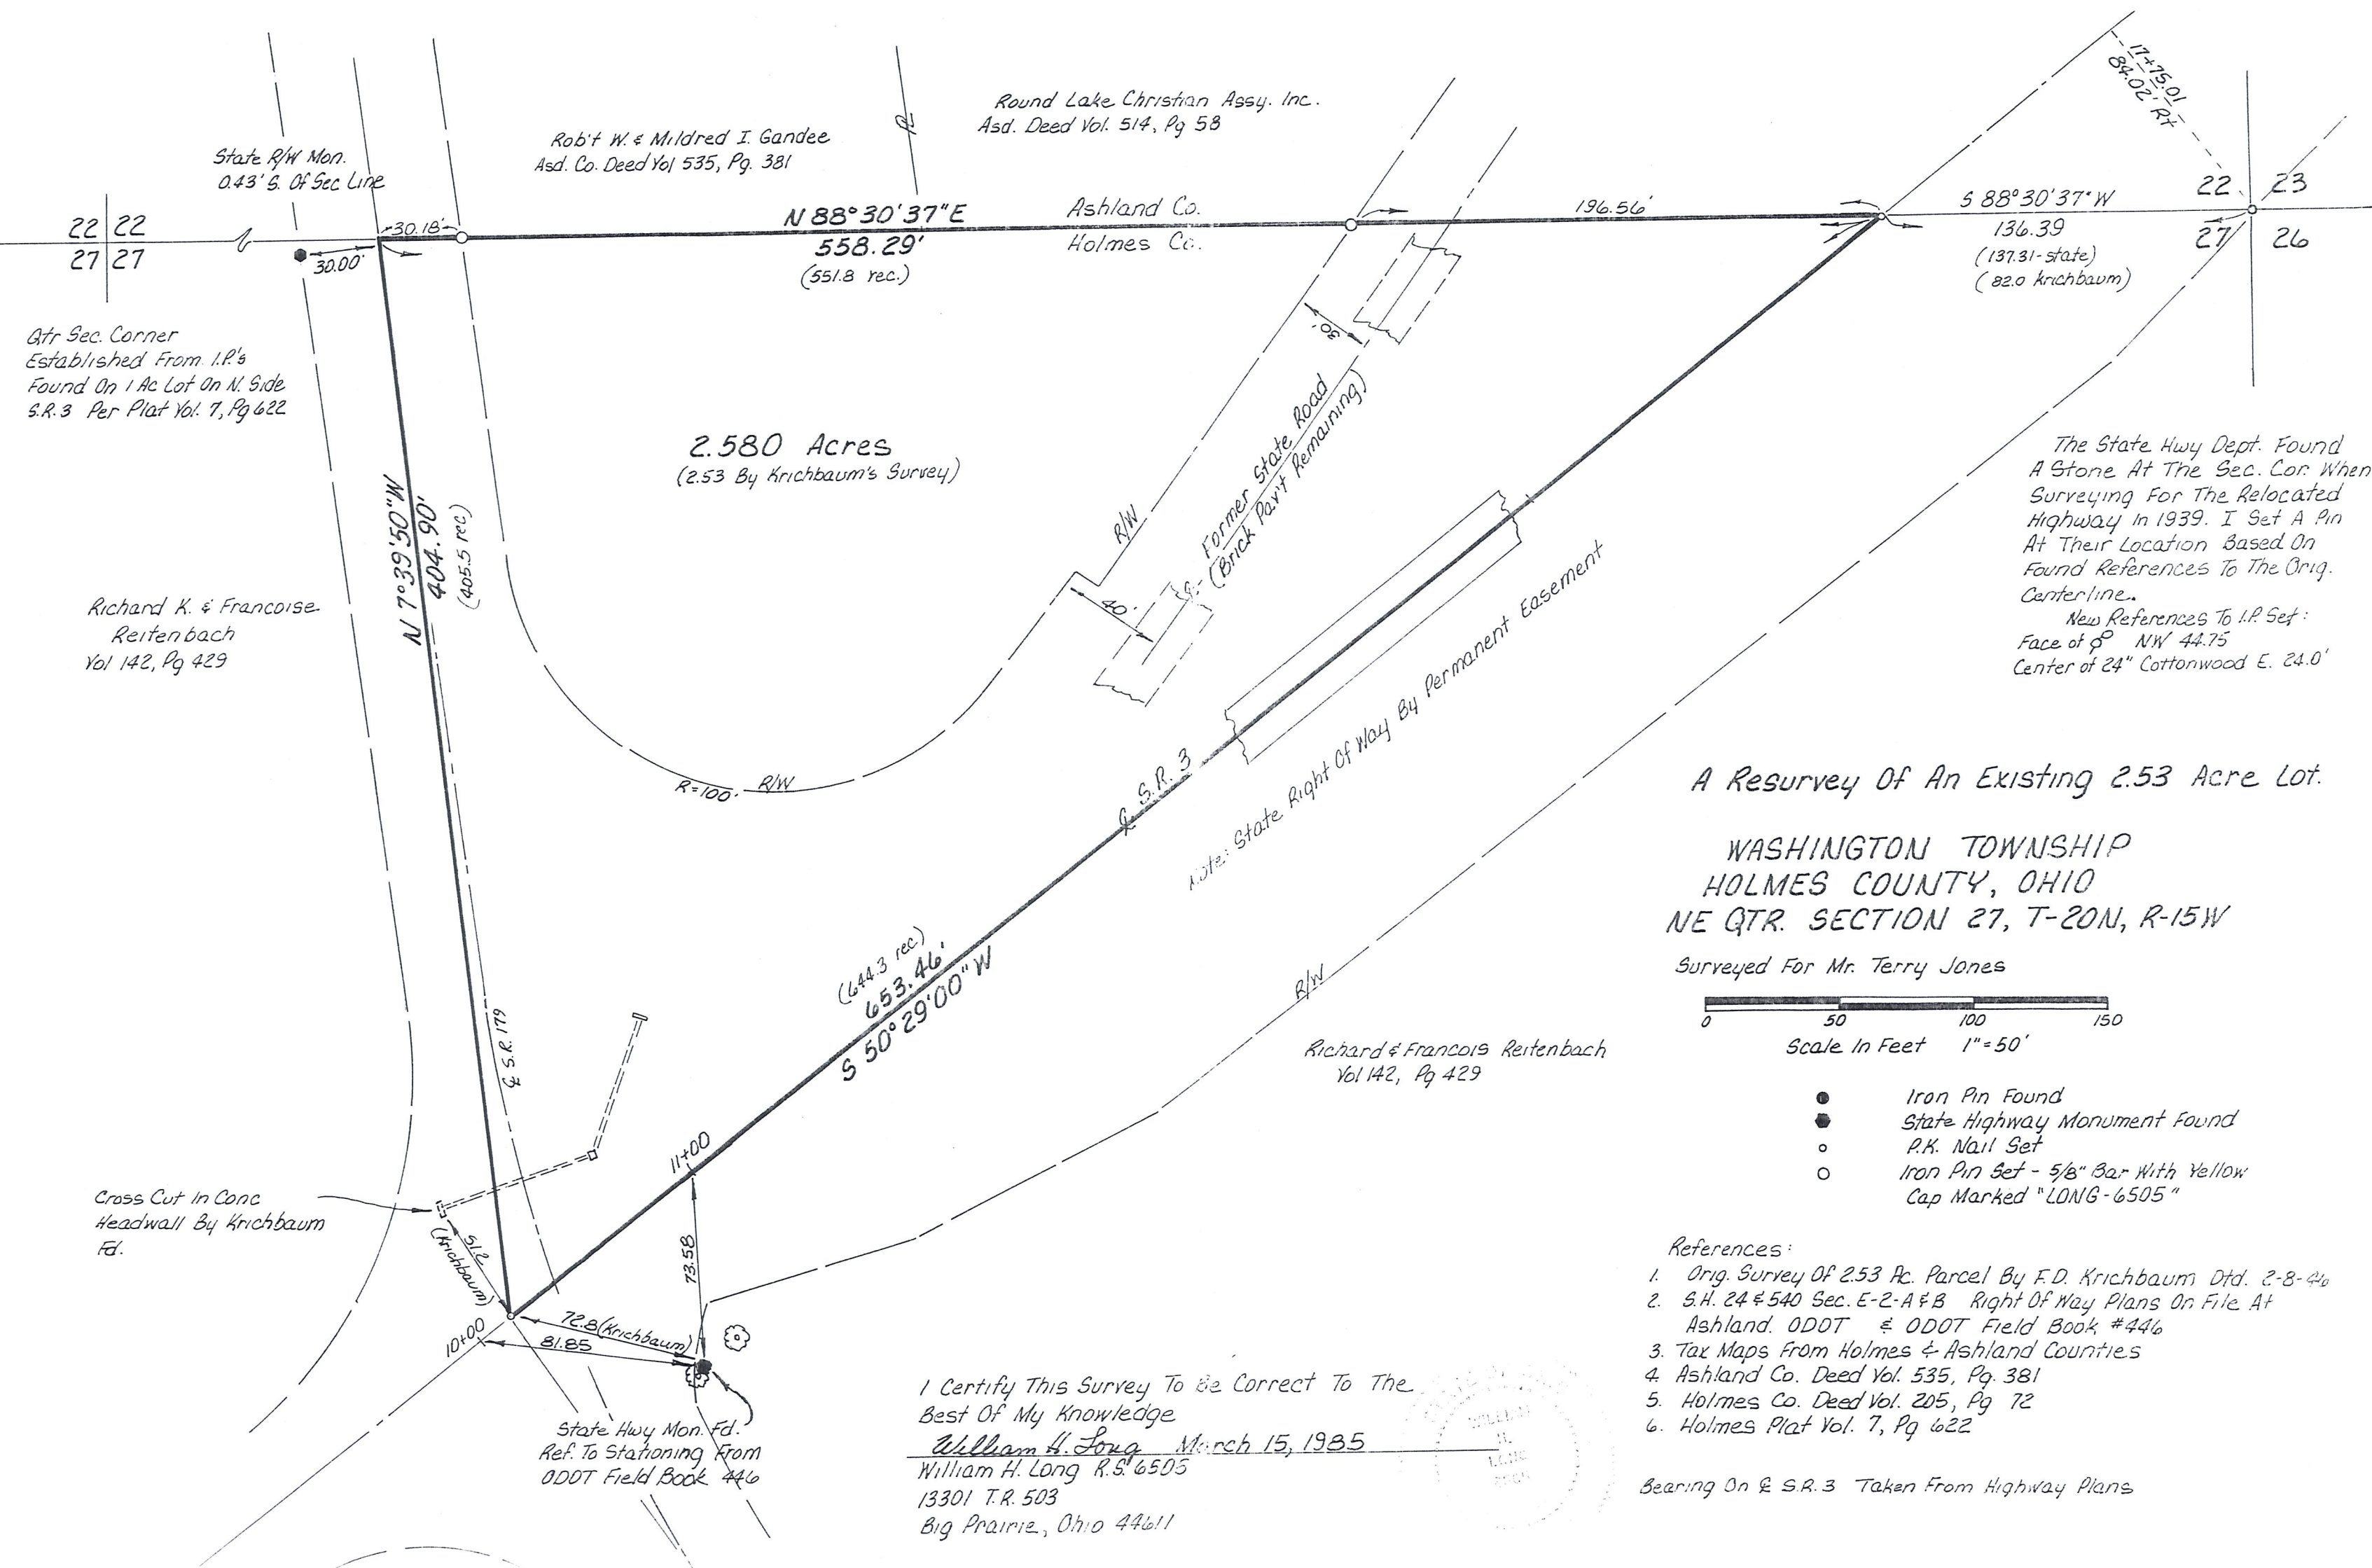 17+75.01
84.02' Rt
Round Lake Christian Assy. Inc.
Asd. Deed Vol. 514, Pg 58
Rob't W. & Mildred I. Gandee
Asd. Co. Deed Vol 535, Pg. 381
State R/W Mon.
0.43' S. Of Sec Line
22 22
27 27
30.00'
30.18'
N 88°30'37"E
558.29'
(551.8 rec.)
Ashland Co.
Holmes Co.
196.56'
S 88°30'37"W
136.39
(137.31-state)
(82.0 Krichbaum)
22 23
27 26
Qtr Sec. Corner
Established From I.P.'s
Found On 1 Ac Lot On N. Side
S.R.3 Per Plat Vol. 7, Pg 622
2.580 Acres
(2.53 By Krichbaum's Survey)
N 7°39'50"W
404.90'
(405.5 rec)
30'
Former State Road
(Brick Pav't Remaining)
R/W
40'
Richard K. & Francoise
Reitenbach
Vol 142, Pg 429
R=100' R/W
℄ S.R. 3
Note: State Right Of Way By Permanent Easement
The State Hwy Dept. Found
A Stone At The Sec. Cor. When
Surveying For The Relocated
Highway In 1939. I Set A Pin
At Their Location Based On
Found References To The Orig.
Centerline.
New References To I.P. Set:
Face of NW 44.75
Center of 24" Cottonwood E. 24.0'
A Resurvey Of An Existing 2.53 Acre Lot.
WASHINGTON TOWNSHIP
HOLMES COUNTY, OHIO
NE QTR. SECTION 27, T-20N, R-15W
Surveyed For Mr. Terry Jones
0 50 100 150
Scale In Feet 1"=50'
(644.3 rec.)
653.46'
S 50°29'00"W
R/W
Richard & Francois Reitenbach
Vol 142, Pg 429
℄ S.R. 179
11+00
73.58
Iron Pin Found
State Highway Monument Found
P.K. Nail Set
Iron Pin Set - 5/8" Bar With Yellow
Cap Marked "LONG-6505"
Cross Cut In Conc
Headwall By Krichbaum
Fd.
51.2
(Krichbaum)
10+00
72.8(Krichbaum)
81.85
State Hwy Mon. Fd.
Ref. To Stationing From
ODOT Field Book 446
References:
1. Orig. Survey Of 2.53 Ac. Parcel By F.D. Krichbaum Dtd. 2-8-46
2. S.H. 24 & 540 Sec. E-2-A & B Right Of Way Plans On File At
Ashland. ODOT & ODOT Field Book #446
3. Tax Maps From Holmes & Ashland Counties
4. Ashland Co. Deed Vol. 535, Pg. 381
5. Holmes Co. Deed Vol. 205, Pg 72
6. Holmes Plat Vol. 7, Pg 622
Bearing On ℄ S.R. 3 Taken From Highway Plans
I Certify This Survey To Be Correct To The
Best Of My Knowledge
William H. Long March 15, 1985
William H. Long R.S. 6505
13301 T.R. 503
Big Prairie, Ohio 44611
WILLIAM
H.
LONG